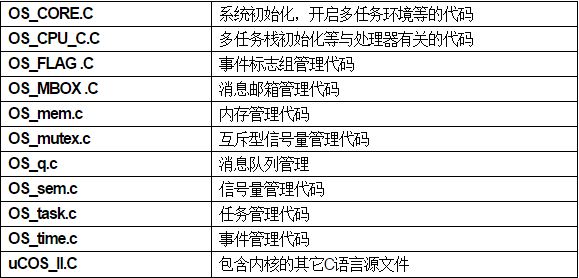 OS_CORE.C 系统初始化，开启多任务环境等的代码
OS_CPU_C.C 多任务栈初始化等与处理器有关的代码
OS_FLAG .C 事件标志组管理代码
OS_MBOX .C 消息邮箱管理代码
OS_mem.c 内存管理代码
OS_mutex.c 互斥型信号量管理代码
OS_q.c 消息队列管理
OS_sem.c 信号量管理代码
OS_task.c 任务管理代码
OS_time.c 事件管理代码
uCOS_II.C 包含内核的其它C语言源文件